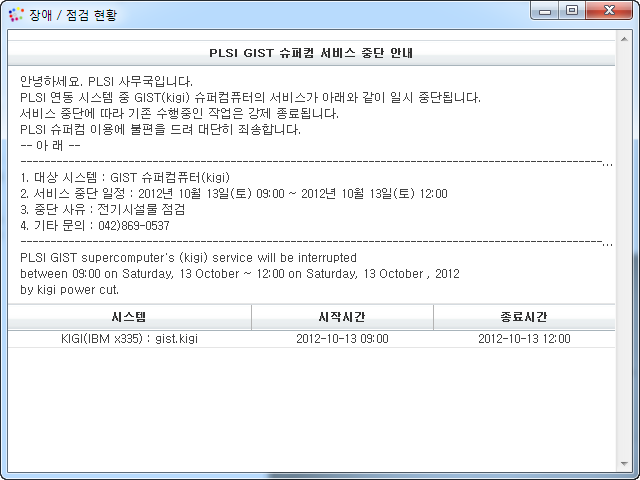 장애 / 점검 현황
PLSI GIST 슈퍼컴 서비스 중단 안내
안녕하세요. PLSI 사무국입니다.
PLSI 연동 시스템 중 GIST(kigi) 슈퍼컴퓨터의 서비스가 아래와 같이 일시 중단됩니다.
서비스 중단에 따라 기존 수행중인 작업은 강제 종료됩니다.
PLSI 슈퍼컴 이용에 불편을 드려 대단히 죄송합니다.
-- 아 래 --
1. 대상 시스템 : GIST 슈퍼컴퓨터(kigi)
2. 서비스 중단 일정 : 2012년 10월 13일(토) 09:00 ~ 2012년 10월 13일(토) 12:00
3. 중단 사유 : 전기시설물 점검
4. 기타 문의 : 042)869-0537
PLSI GIST supercomputer's (kigi) service will be interrupted
between 09:00 on Saturday, 13 October ~ 12:00 on Saturday, 13 October , 2012
by kigi power cut.
시스템 시작시간 종료시간
KIGI(IBM x335) : gist.kigi 2012-10-13 09:00 2012-10-13 12:00